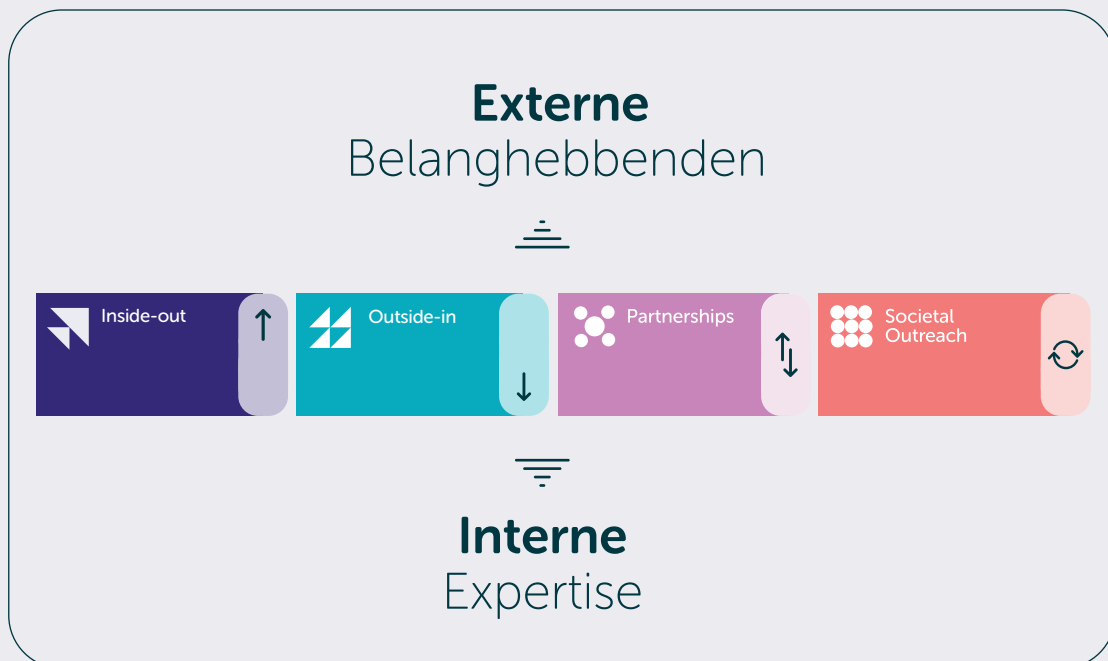 Externe
Belanghebbenden
Inside-out
Outside-in
Partnerships
Societal
Outreach
Interne
Expertise